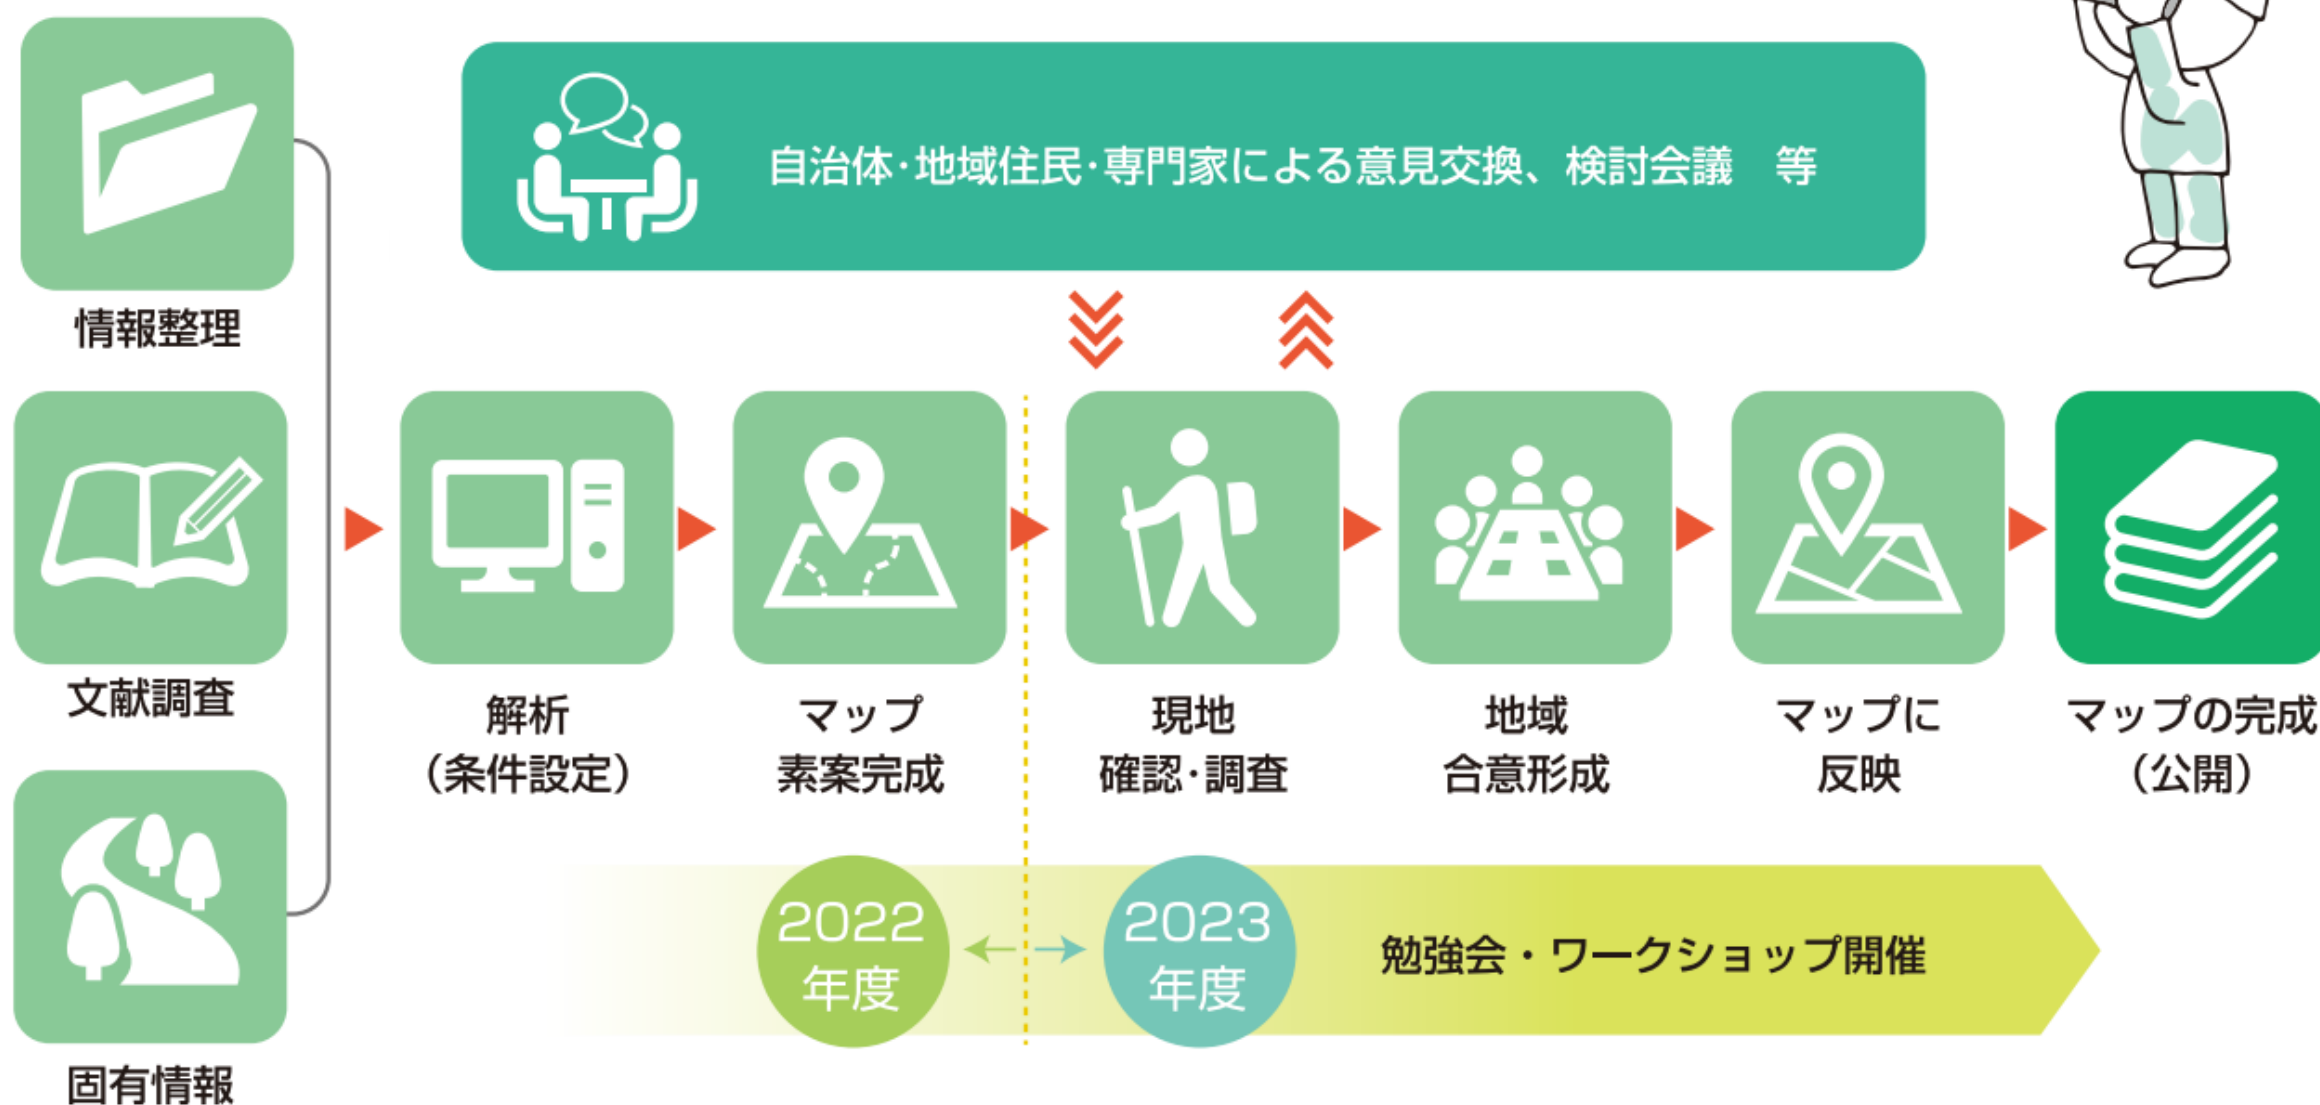 自治体･地域住民･専門家による意見交換、検討会議　等
情報整理
文献調査
固有情報
解析
（条件設定）
マップ
素案完成
現地
確認･調査
地域
合意形成
マップに
反映
マップの完成
（公開）
2022
年度
2023
年度
勉強会・ワークショップ開催